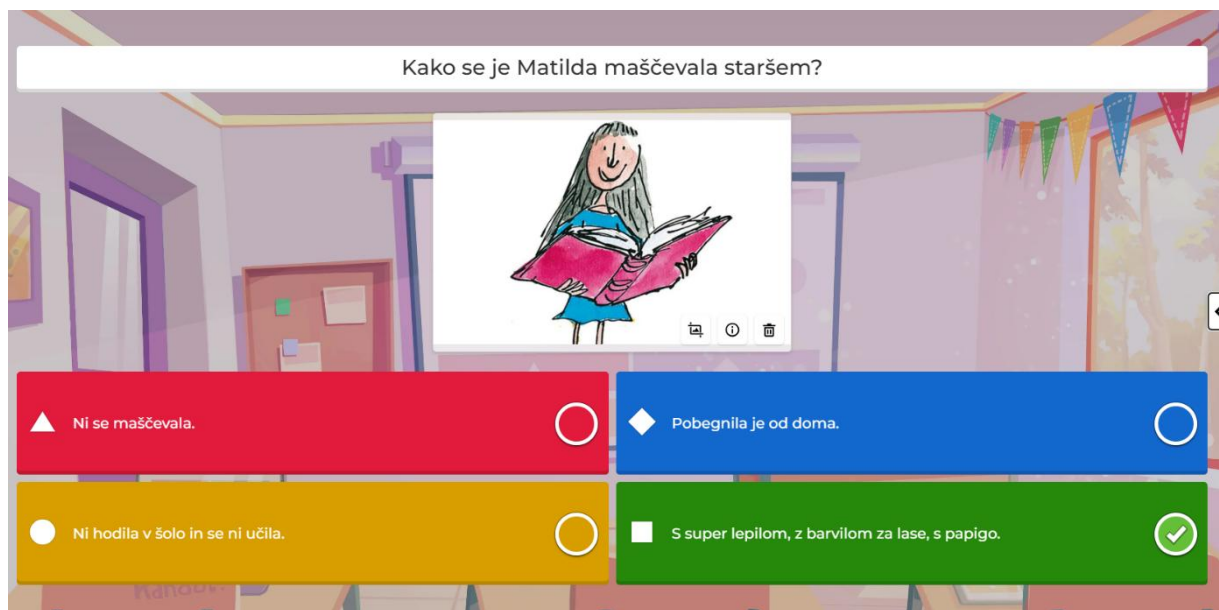 Kako se je Matilda maščevala staršem?
Ni se maščevala.
Pobegnila je od doma.
Ni hodila v šolo in se ni učila.
S super lepilom, z barvilom za lase, s papigo.
Kahoot!